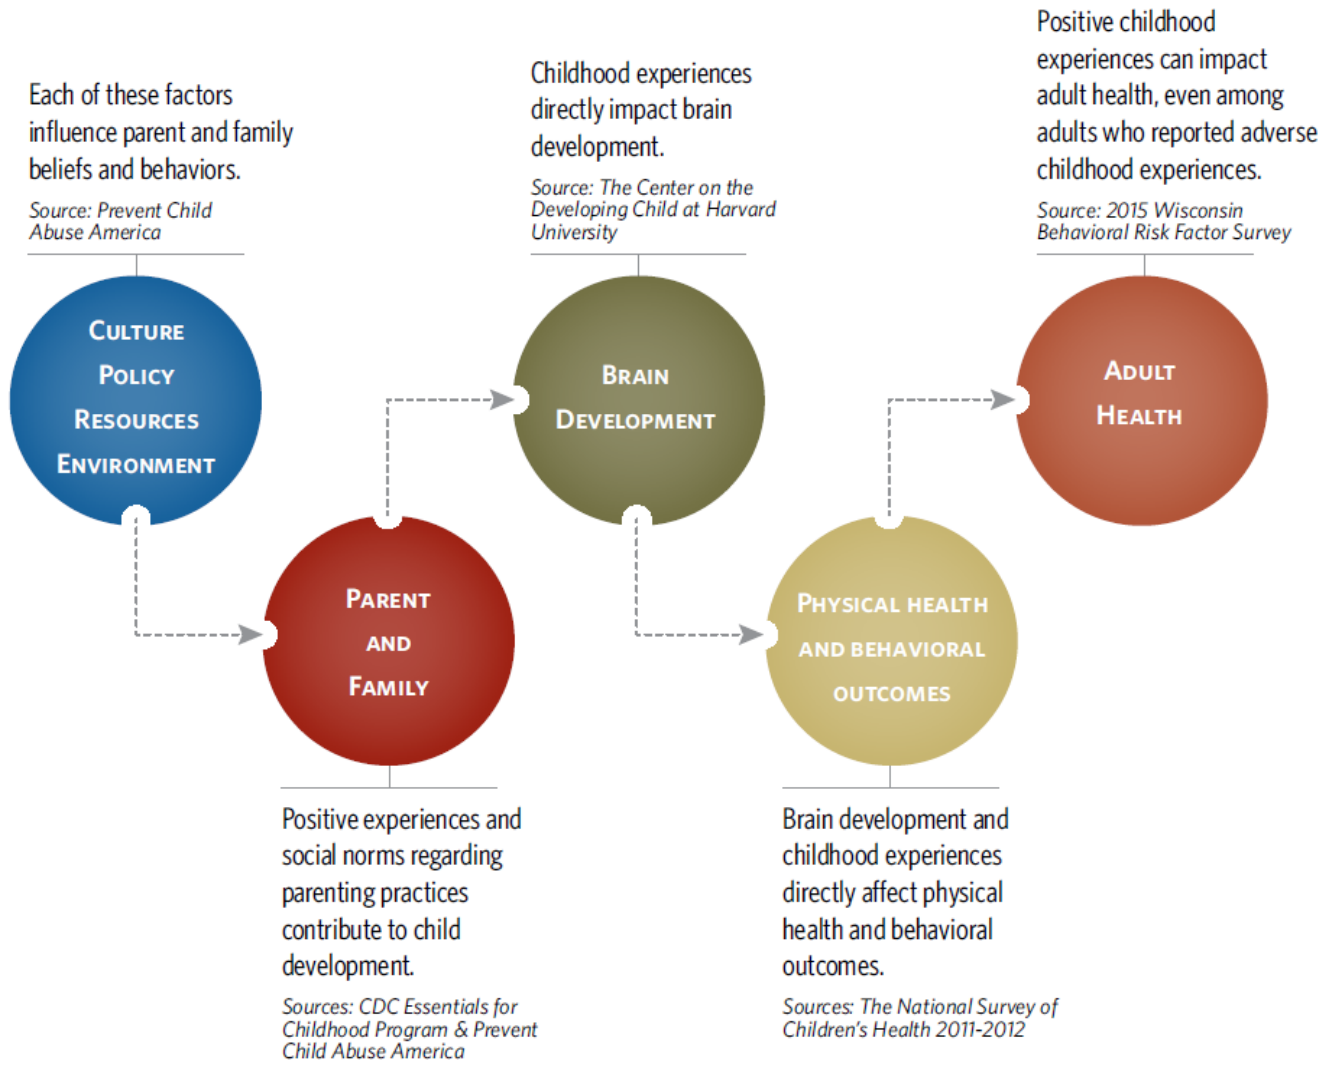 Each of these factors
influence parent and family
beliefs and behaviors.
Source: Prevent Child
Abuse America
CULTURE
POLICY
RESOURCES
ENVIRONMENT
PARENT
AND
FAMILY
Positive experiences and
social norms regarding
parenting practices
contribute to child
development.
Sources: CDC Essentials for
Childhood Program & Prevent
Child Abuse America
Childhood experiences
directly impact brain
development.
Source: The Center on the
Developing Child at Harvard
University
BRAIN
DEVELOPMENT
PHYSICAL HEALTH
AND BEHAVIORAL
OUTCOMES
Brain development and
childhood experiences
directly affect physical
health and behavioral
outcomes.
Sources: The National Survey of
Children's Health 2011-2012
Positive childhood
experiences can impact
adult health, even among
adults who reported adverse
childhood experiences.
Source: 2015 Wisconsin
Behavioral Risk Factor Survey
ADULT
HEALTH